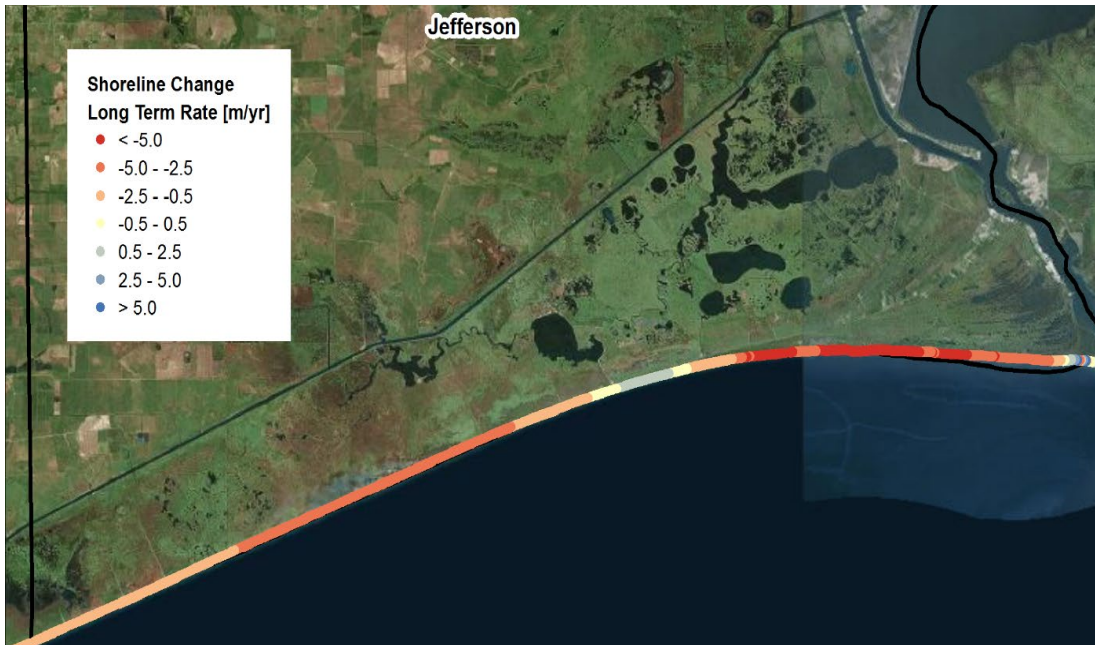 Jefferson
Shoreline Change
Long Term Rate [m/yr]
< -5.0
-5.0 - -2.5
-2.5 - -0.5
-0.5 - 0.5
0.5 - 2.5
2.5 - 5.0
> 5.0